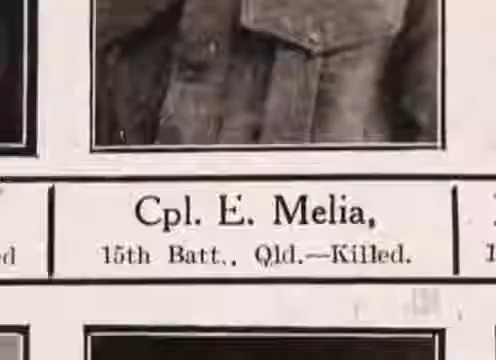 Cpl. E. Melia,
15th Batt., Qld.—Killed.